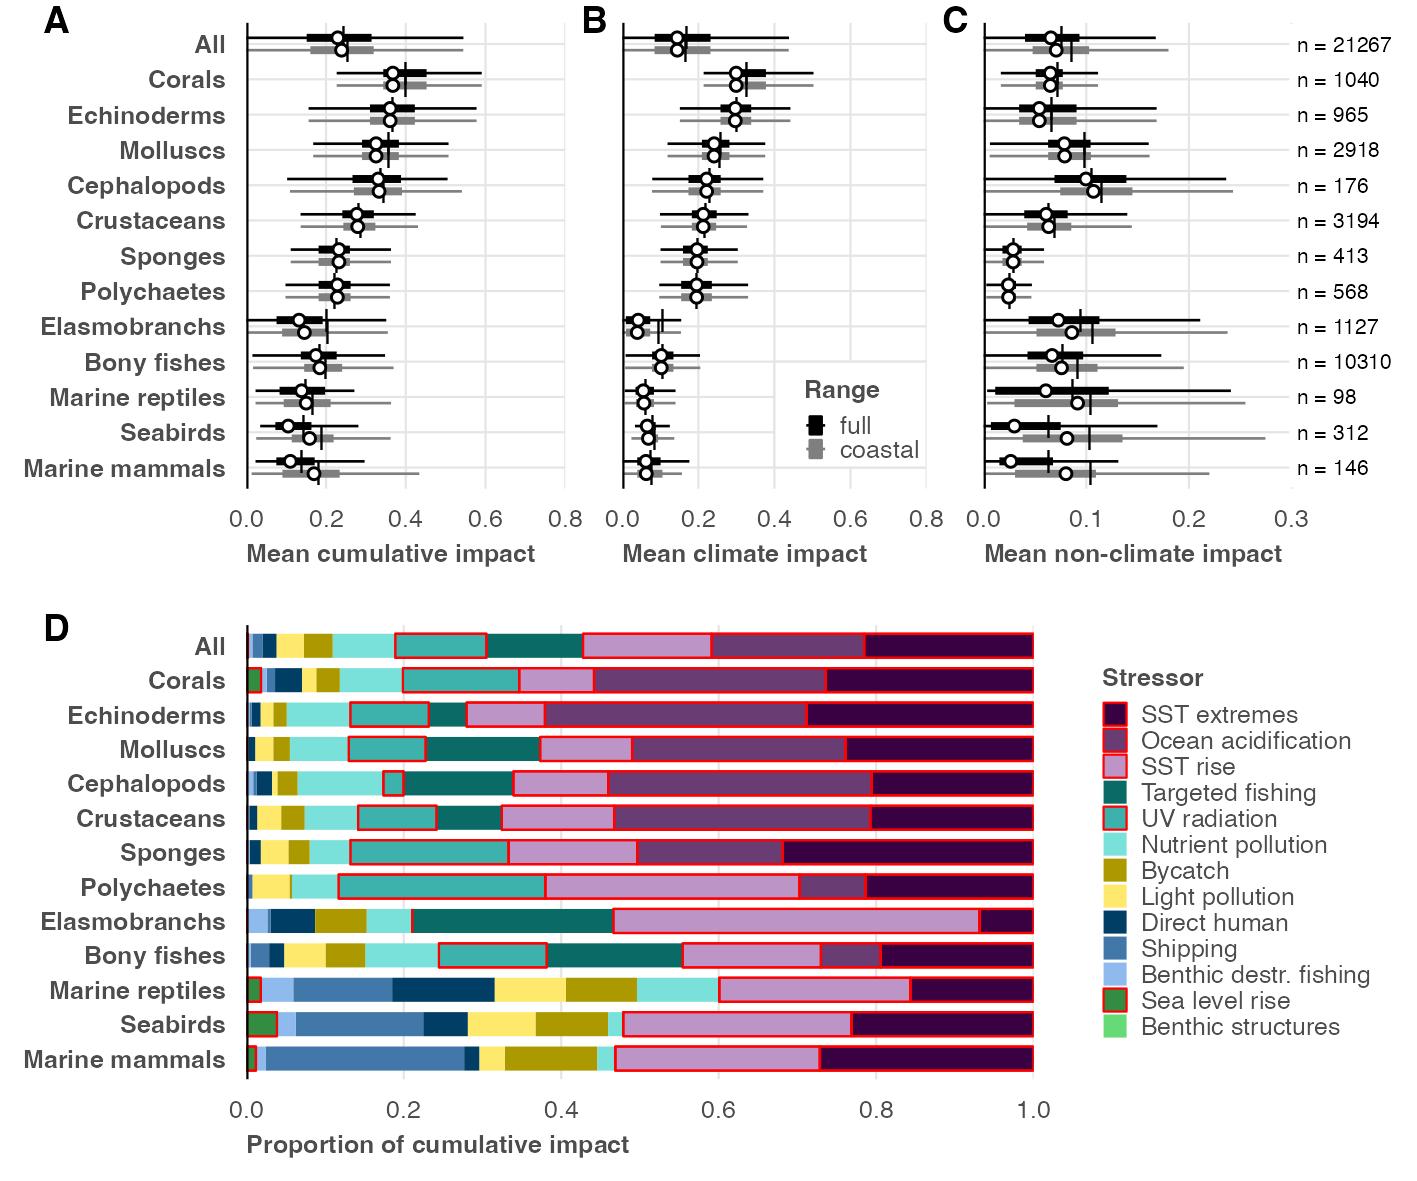 A B C
All n = 21267
Corals n = 1040
Echinoderms n = 965
Molluscs n = 2918
Cephalopods n = 176
Crustaceans n = 3194
Sponges n = 413
Polychaetes n = 568
Elasmobranchs n = 1127
Bony fishes n = 10310
Marine reptiles n = 98
Seabirds n = 312
Marine mammals n = 146
Range
full
coastal
0.0 0.2 0.4 0.6 0.8 0.0 0.2 0.4 0.6 0.8 0.0 0.1 0.2 0.3
Mean cumulative impact Mean climate impact Mean non-climate impact
D
All
Corals
Echinoderms
Molluscs
Cephalopods
Crustaceans
Sponges
Polychaetes
Elasmobranchs
Bony fishes
Marine reptiles
Seabirds
Marine mammals
0.0 0.2 0.4 0.6 0.8 1.0
Proportion of cumulative impact
Stressor
SST extremes
Ocean acidification
SST rise
Targeted fishing
UV radiation
Nutrient pollution
Bycatch
Light pollution
Direct human
Shipping
Benthic destr. fishing
Sea level rise
Benthic structures